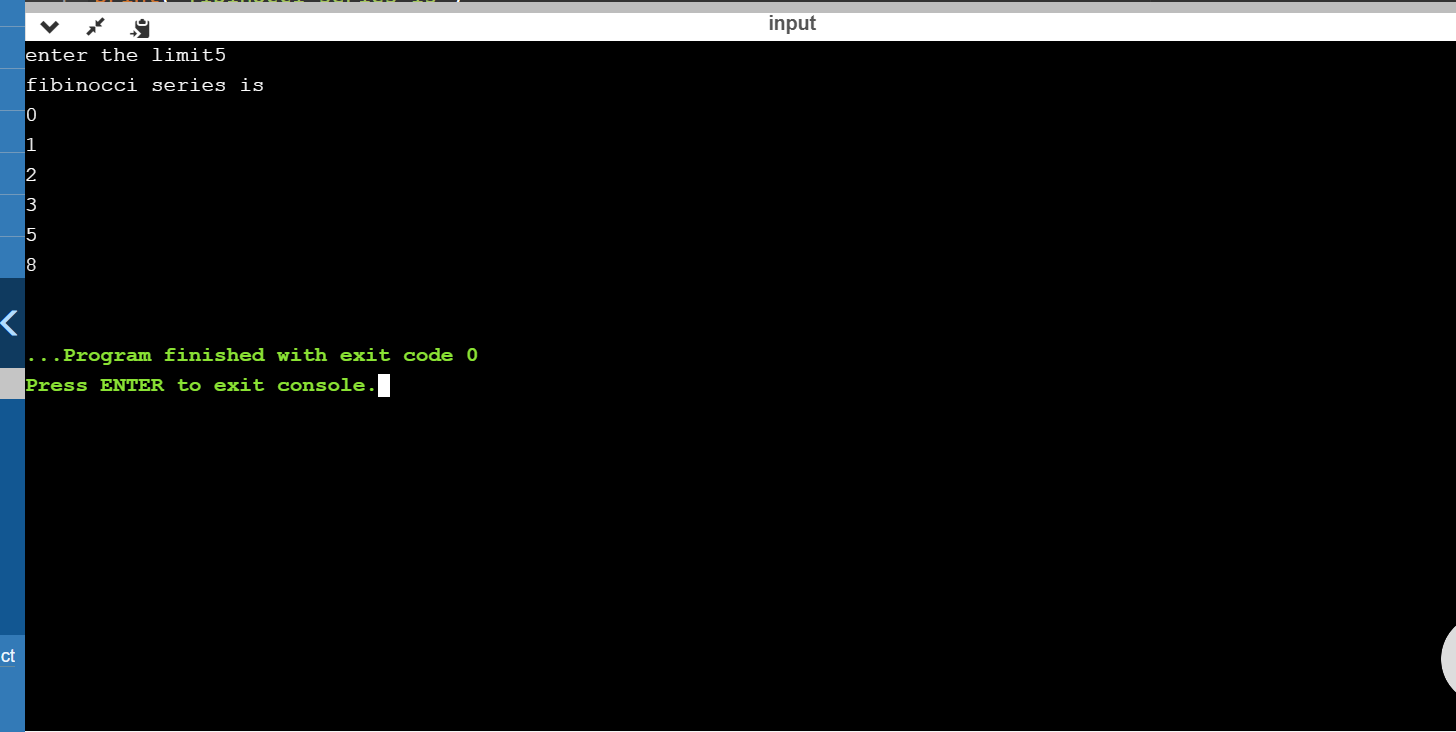 input
enter the limit5
fibinocci series is
0
1
2
3
5
8
...Program finished with exit code 0
Press ENTER to exit console.
ct